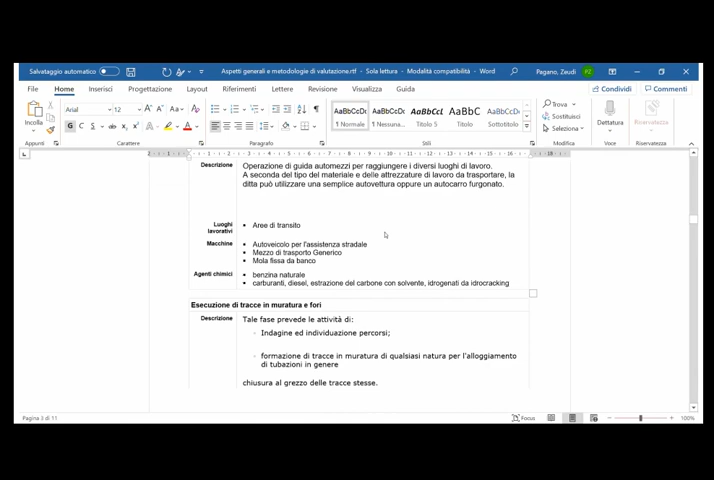 Salvataggio automatico
Aspetti generali e metodologie di valutazione.rtf - Sola lettura - Modalità compatibilità - Word
Pagano, Zaudi PZ
File Home Inserisci Progettazione Layout Riferimenti Lettere Revisione Visualizza Guida
Condividi Commenti
Arial 12
Incolla
G C S
AaBbCcDc AaBbCcDc AaBbCcL AaBbC AaBbCcD
¶ Normale ¶ Nessuna... Titolo 5 Titolo Sottotitolo
Trova
Sostituisci
Seleziona
Dettatura
Riservatezza
Appunti Carattere Paragrafo Stili Modifica Voce Riservatezza
Descrizione
Operazione di guida automezzi per raggiungere i diversi luoghi di lavoro.
A seconda del tipo del materiale e delle attrezzature di lavoro da trasportare, la
ditta può utilizzare una semplice autovettura oppure un autocarro furgonato.
Luoghi
lavorativi
▪ Aree di transito
Macchine
▪ Autoveicolo per l'assistenza stradale
▪ Mezzo di trasporto Generico
▪ Mola fissa da banco
Agenti chimici
▪ benzina naturale
▪ carburanti, diesel, estrazione del carbone con solvente, idrogenati da idrocracking
Esecuzione di tracce in muratura e fori
Descrizione
Tale fase prevede le attività di:
- Indagine ed individuazione percorsi;
- formazione di tracce in muratura di qualsiasi natura per l'alloggiamento
di tubazioni in genere
chiusura al grezzo delle tracce stesse.
Pagina 3 di 11
Focus
100%